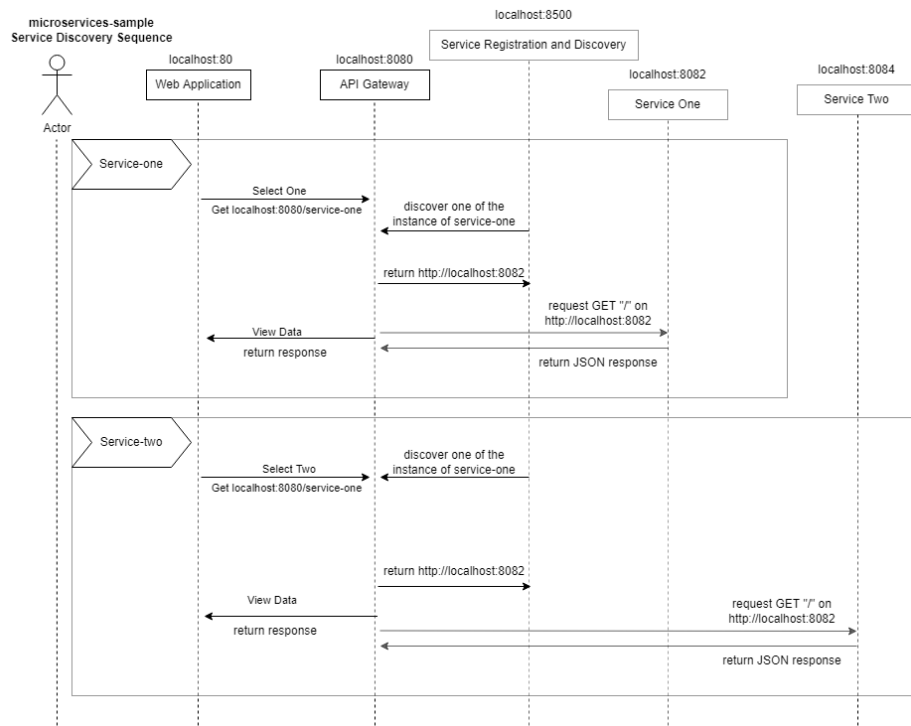 microservices-sample
Service Discovery Sequence
localhost:8500
Service Registration and Discovery
localhost:80
Web Application
localhost:8080
API Gateway
localhost:8082
Service One
localhost:8084
Service Two
Actor
Service-one
Select One
Get localhost:8080/service-one
discover one of the
instance of service-one
return http://localhost:8082
request GET "/" on
http://localhost:8082
View Data
return response
return JSON response
Service-two
Select Two
Get localhost:8080/service-one
discover one of the
instance of service-one
return http://localhost:8082
View Data
return response
request GET "/" on
http://localhost:8082
return JSON response